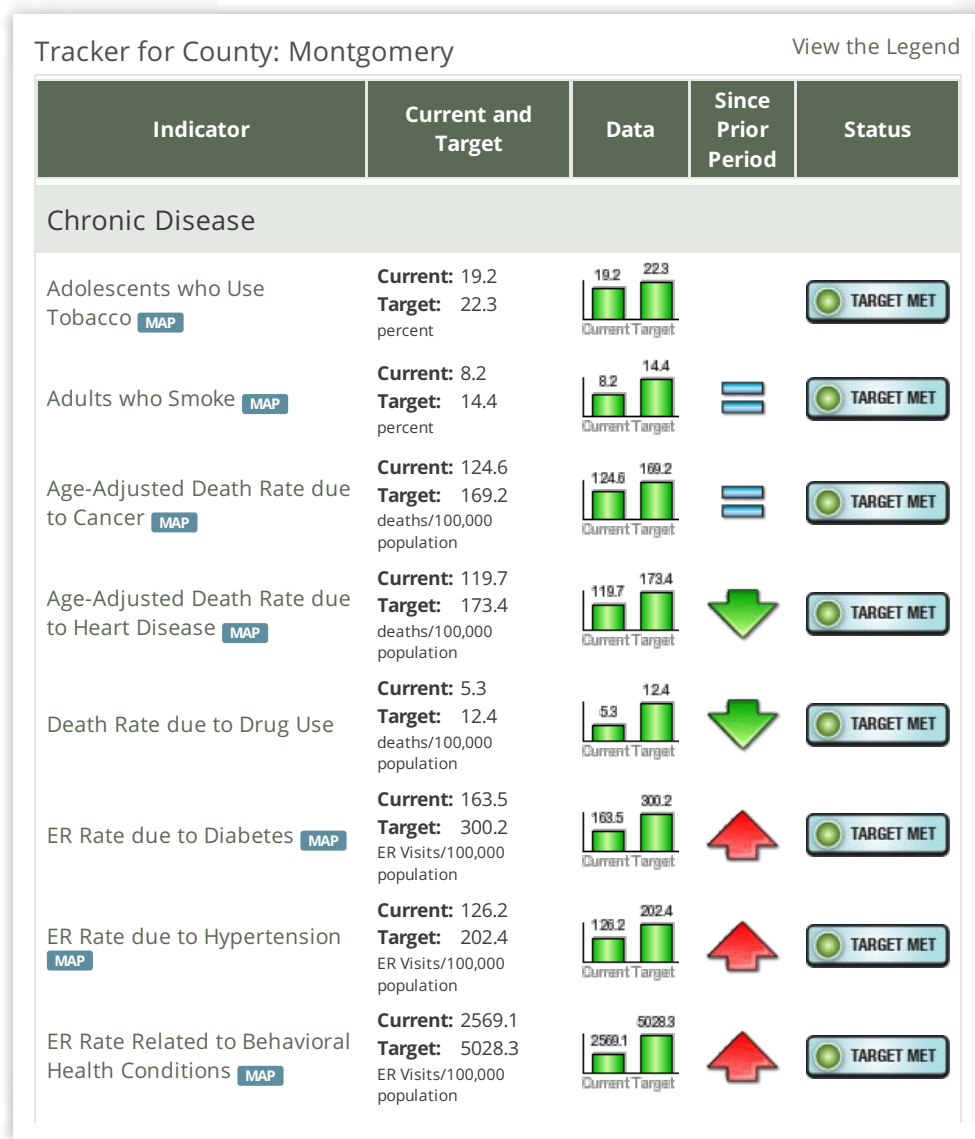 Tracker for County: Montgomery
View the Legend
Indicator
Current and
Target
Data
Since
Prior
Period
Status
Chronic Disease
Adolescents who Use
Tobacco MAP
Current: 19.2
Target: 22.3
percent
19.2 22.3
Current Target
TARGET MET
Adults who Smoke MAP
Current: 8.2
Target: 14.4
percent
8.2 14.4
Current Target
TARGET MET
Age-Adjusted Death Rate due
to Cancer MAP
Current: 124.6
Target: 169.2
deaths/100,000
population
124.6 169.2
Current Target
TARGET MET
Age-Adjusted Death Rate due
to Heart Disease MAP
Current: 119.7
Target: 173.4
deaths/100,000
population
119.7 173.4
Current Target
TARGET MET
Death Rate due to Drug Use
Current: 5.3
Target: 12.4
deaths/100,000
population
5.3 12.4
Current Target
TARGET MET
ER Rate due to Diabetes MAP
Current: 163.5
Target: 300.2
ER Visits/100,000
population
163.5 300.2
Current Target
TARGET MET
ER Rate due to Hypertension
MAP
Current: 126.2
Target: 202.4
ER Visits/100,000
population
126.2 202.4
Current Target
TARGET MET
ER Rate Related to Behavioral
Health Conditions MAP
Current: 2569.1
Target: 5028.3
ER Visits/100,000
population
2569.1 5028.3
Current Target
TARGET MET